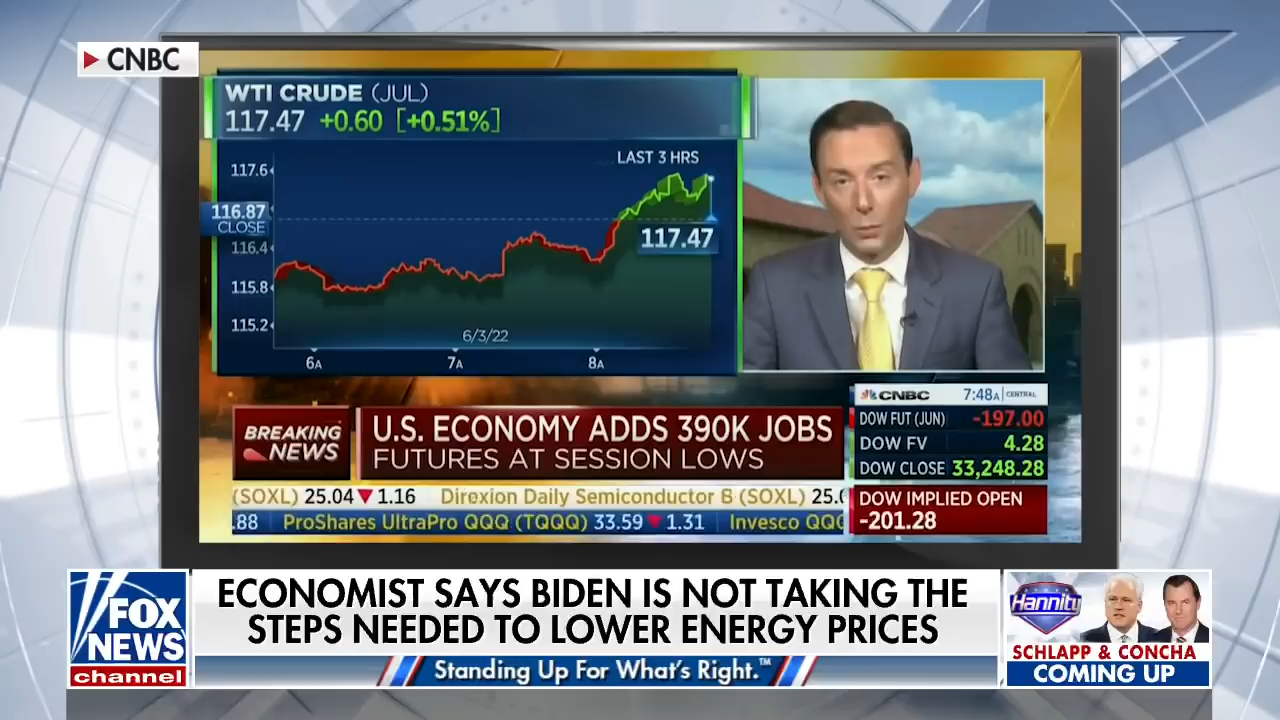 CNBC
WTI CRUDE (JUL)
117.47 +0.60 [+0.51%]
LAST 3 HRS
117.6
116.87
CLOSE
116.4
117.47
115.8
115.2
6/3/22
6A 7A 8A
CNBC 7:48A CENTRAL
DOW FUT (JUN) -197.00
DOW FV 4.28
DOW CLOSE 33,248.28
DOW IMPLIED OPEN
-201.28
BREAKING
NEWS
U.S. ECONOMY ADDS 390K JOBS
FUTURES AT SESSION LOWS
(SOXL) 25.04 ▼ 1.16 Direxion Daily Semiconductor B (SOXL) 25.0
.88 ProShares UltraPro QQQ (TQQQ) 33.59 ▼ 1.31 Invesco QQQ
FOX
NEWS
channel
ECONOMIST SAYS BIDEN IS NOT TAKING THE
STEPS NEEDED TO LOWER ENERGY PRICES
Standing Up For What's Right.™
Hannity
SCHLAPP & CONCHA
COMING UP